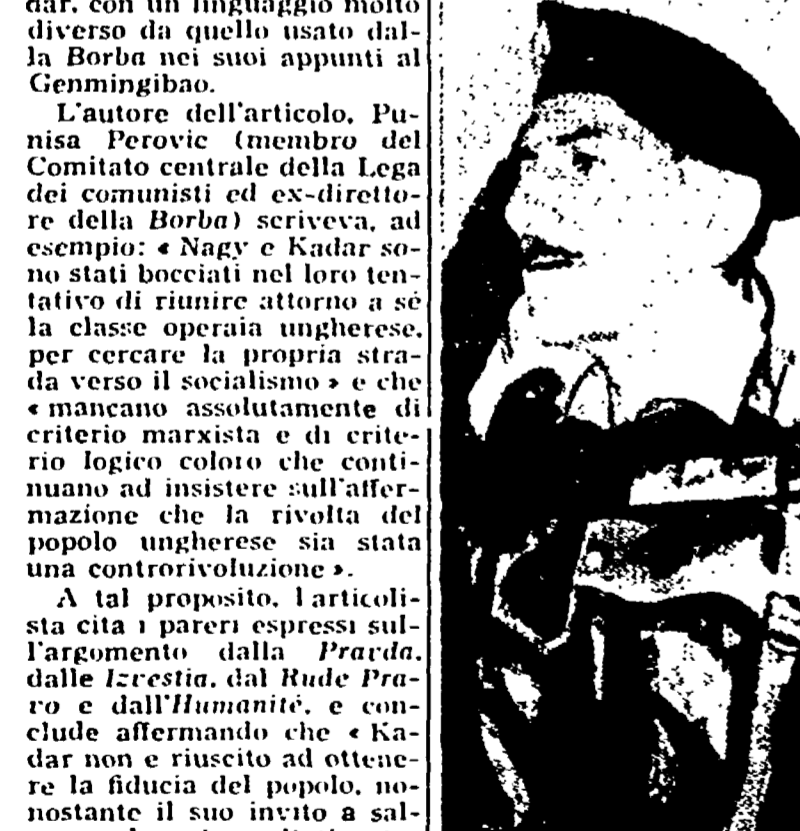 dar, con un linguaggio molto
diverso da quello usato dal-
la Borba nei suoi appunti al
Genmingibao.
L'autore dell'articolo, Pu-
nisa Perovic (membro del
Comitato centrale della Lega
dei comunisti ed ex-diretto-
re della Borba) scriveva, ad
esempio: « Nagy e Kadar so-
no stati bocciati nel loro ten-
tativo di riunire attorno a sé
la classe operaia ungherese,
per cercare la propria stra-
da verso il socialismo » e che
« mancano assolutamente di
criterio marxista e di crite-
rio logico coloro che conti-
nuano ad insistere sull'affer-
mazione che la rivolta del
popolo ungherese sia stata
una controrivoluzione ».
A tal proposito, l'articoli-
sta cita i pareri espressi sul-
l'argomento dalla Pravda,
dalle Izvestia, dal Rude Pra-
vo e dall'Humanité, e con-
clude affermando che « Ka-
dar non e riuscito ad ottene-
re la fiducia del popolo, no-
nostante il suo invito a sal-